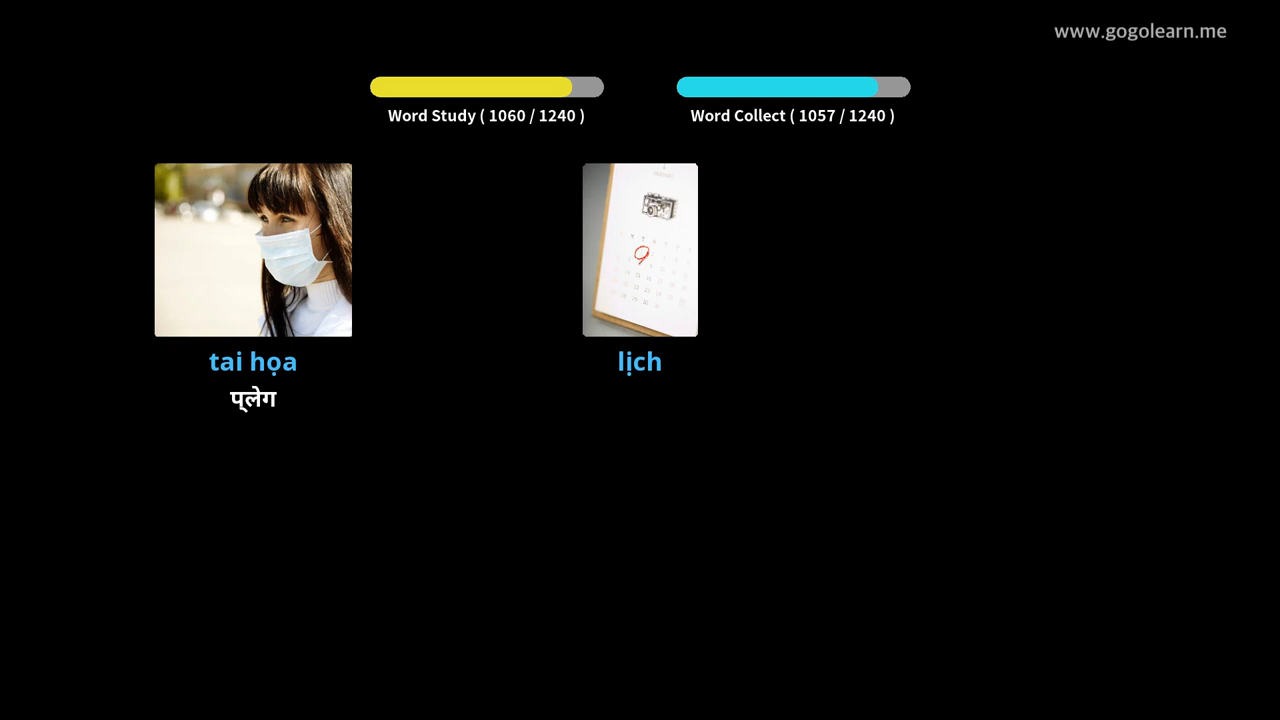 www.gogolearn.me
Word Study ( 1060 / 1240 )
Word Collect ( 1057 / 1240 )
tai họa
lịch
प्लेग